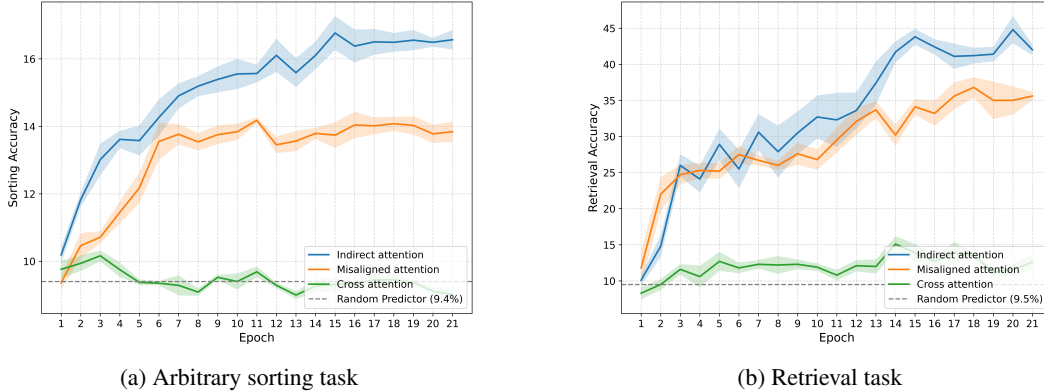 16
14
12
10
Sorting Accuracy
1 2 3 4 5 6 7 8 9 10 11 12 13 14 15 16 17 18 19 20 21
Epoch
Indirect attention
Misaligned attention
Cross attention
Random Predictor (9.4%)
(a) Arbitrary sorting task
45
40
35
30
25
20
15
10
Retrieval Accuracy
1 2 3 4 5 6 7 8 9 10 11 12 13 14 15 16 17 18 19 20 21
Epoch
Indirect attention
Misaligned attention
Cross attention
Random Predictor (9.5%)
(b) Retrieval task